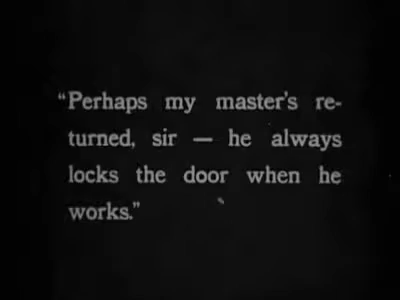 “Perhaps my master's re-
turned, sir — he always
locks the door when he
works.”